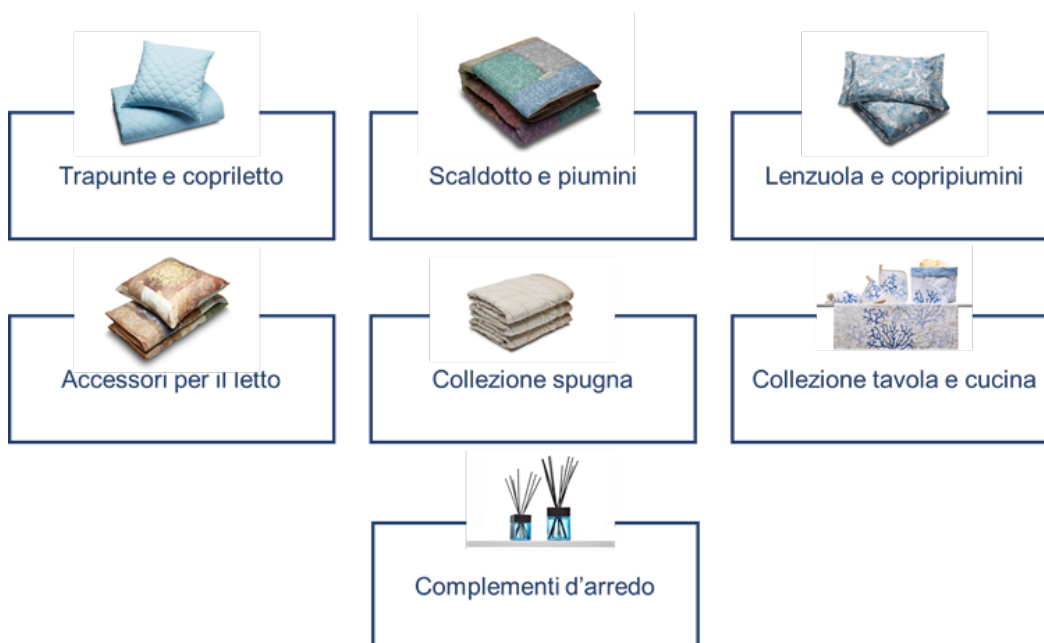 Trapunte e copriletto
Scaldotto e piumini
Lenzuola e copripiumini
Accessori per il letto
Collezione spugna
Collezione tavola e cucina
Complementi d’arredo